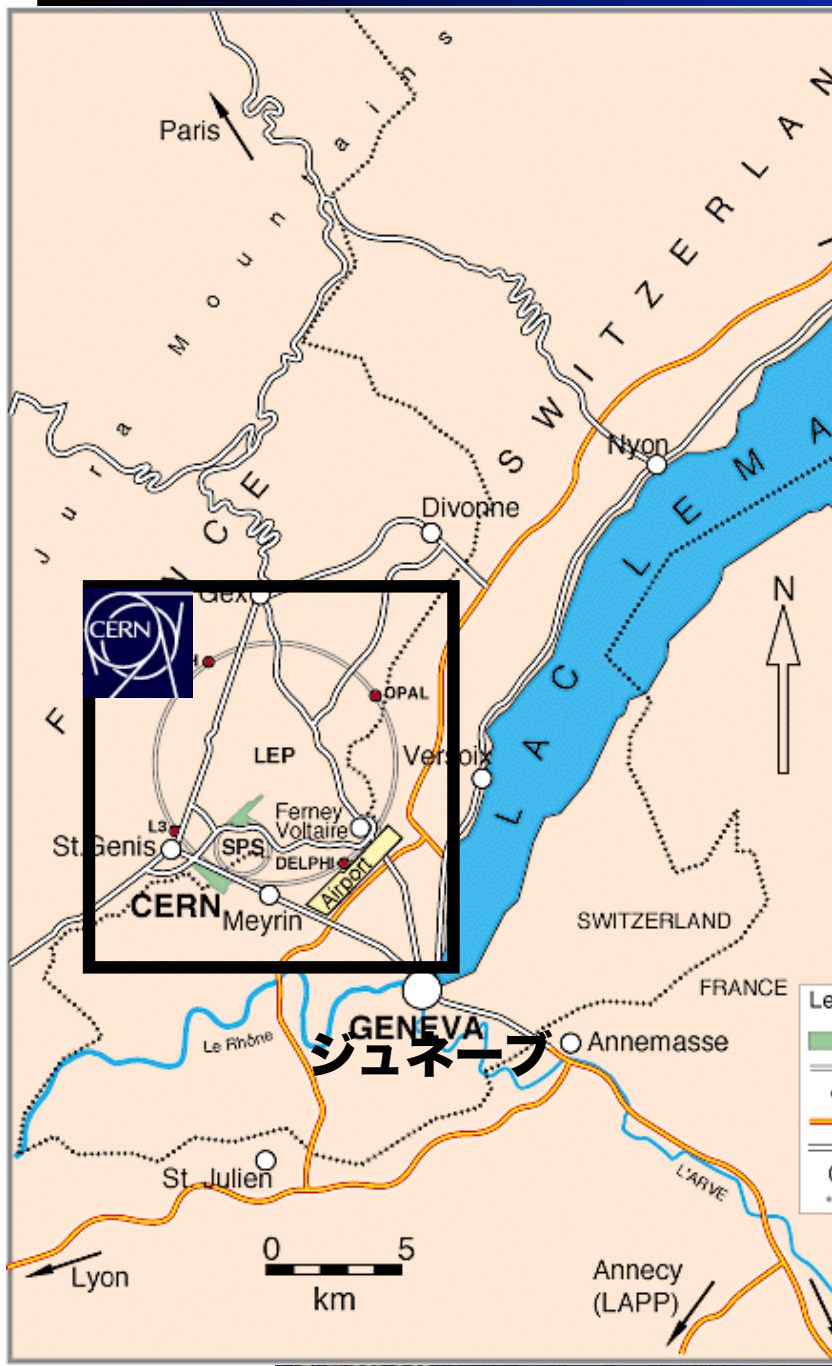 Paris
Jura Mountains
SWITZERLAN
FRANCE
Nyon
Divonne
LAC LEMA
N
Gex
CERN
OPAL
LEP
Versoix
Ferney
Voltaire
L3
St.Genis
SPS
DELPHI
Airport
CERN
Meyrin
SWITZERLAND
FRANCE
GENEVA
ジュネーブ
Le Rhône
Annemasse
St. Julien
L'ARVE
Lyon
0 5
km
Annecy
(LAPP)